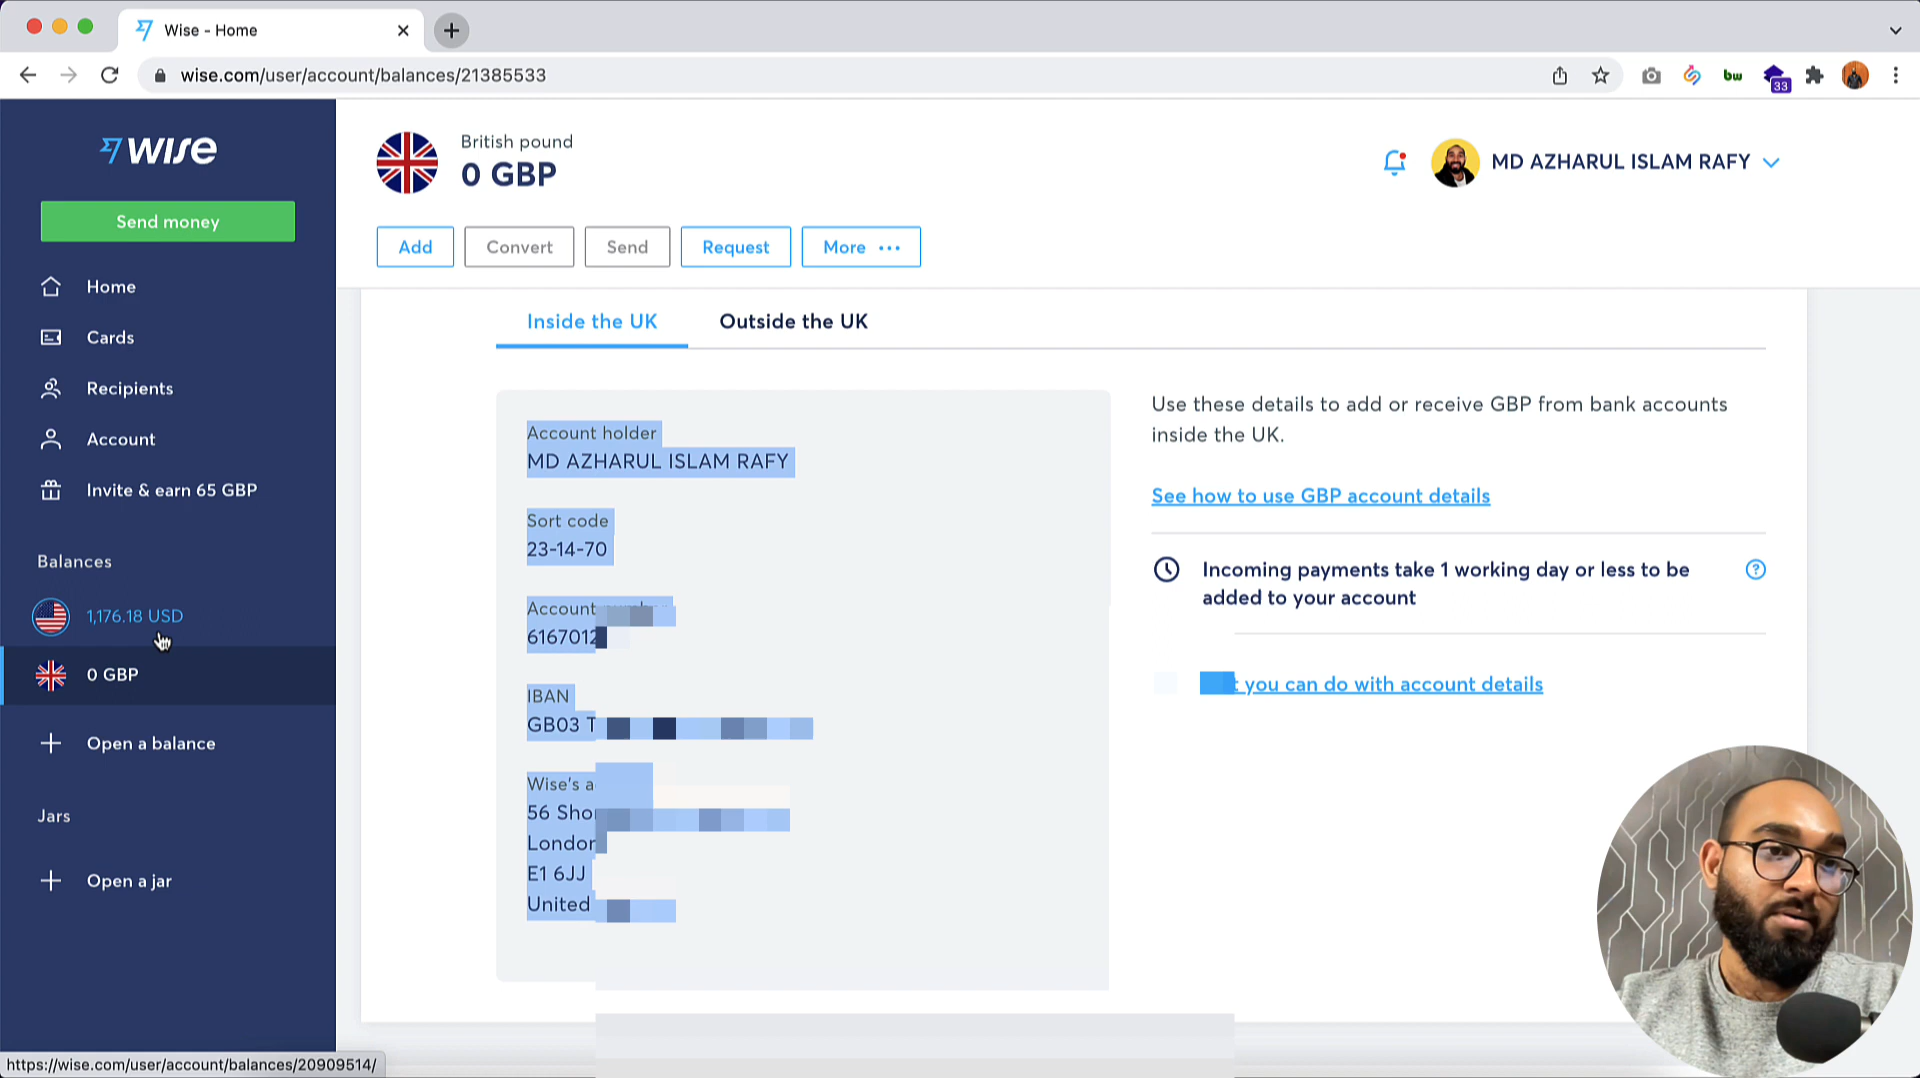 Wise - Home
wise.com/user/account/balances/21385533
bw
33
wise
Send money
Home
Cards
Recipients
Account
Invite & earn 65 GBP
Balances
1,176.18 USD
0 GBP
Open a balance
Jars
Open a jar
https://wise.com/user/account/balances/20909514/
British pound
0 GBP
MD AZHARUL ISLAM RAFY
Add
Convert
Send
Request
More
Inside the UK
Outside the UK
Account holder
MD AZHARUL ISLAM RAFY
Sort code
23-14-70
Account
6167012
IBAN
GB03 T
Wise's a
56 Sho
London
E1 6JJ
United
Use these details to add or receive GBP from bank accounts
inside the UK.
See how to use GBP account details
Incoming payments take 1 working day or less to be
added to your account
t you can do with account details